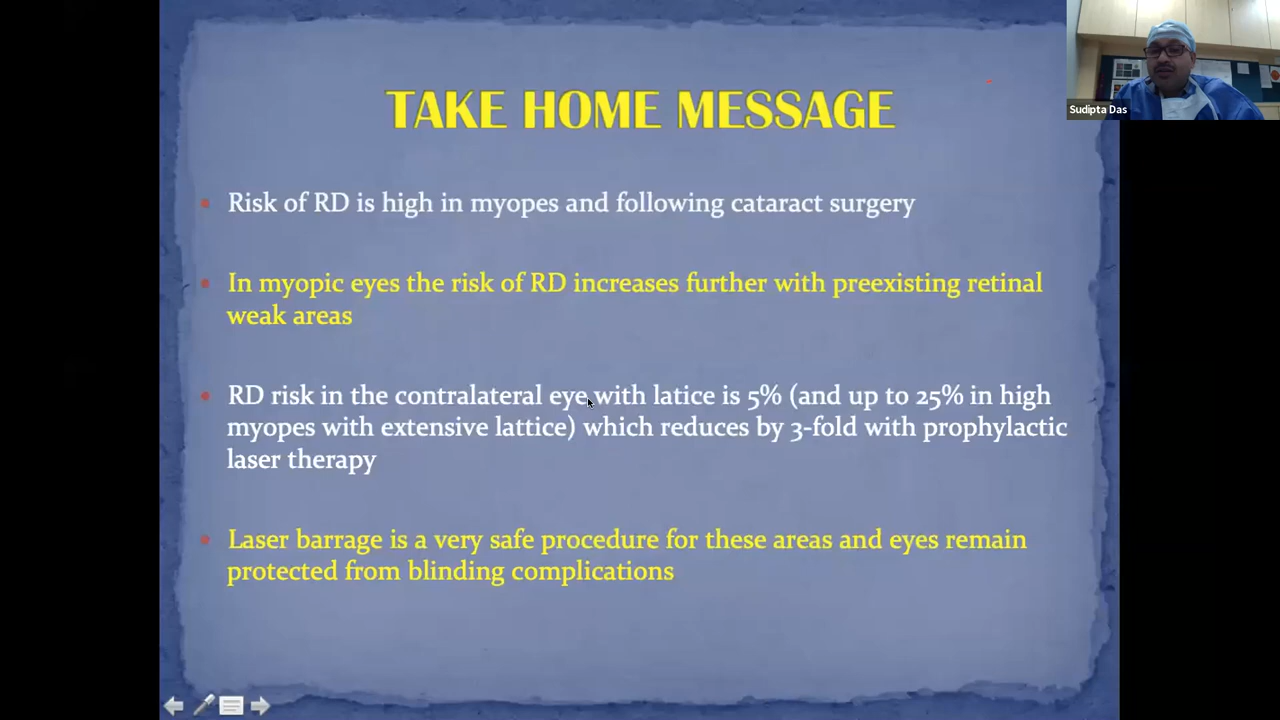 Sudipta Das
TAKE HOME MESSAGE
Risk of RD is high in myopes and following cataract surgery
In myopic eyes the risk of RD increases further with preexisting retinal
weak areas
RD risk in the contralateral eye with latice is 5% (and up to 25% in high
myopes with extensive lattice) which reduces by 3-fold with prophylactic
laser therapy
Laser barrage is a very safe procedure for these areas and eyes remain
protected from blinding complications